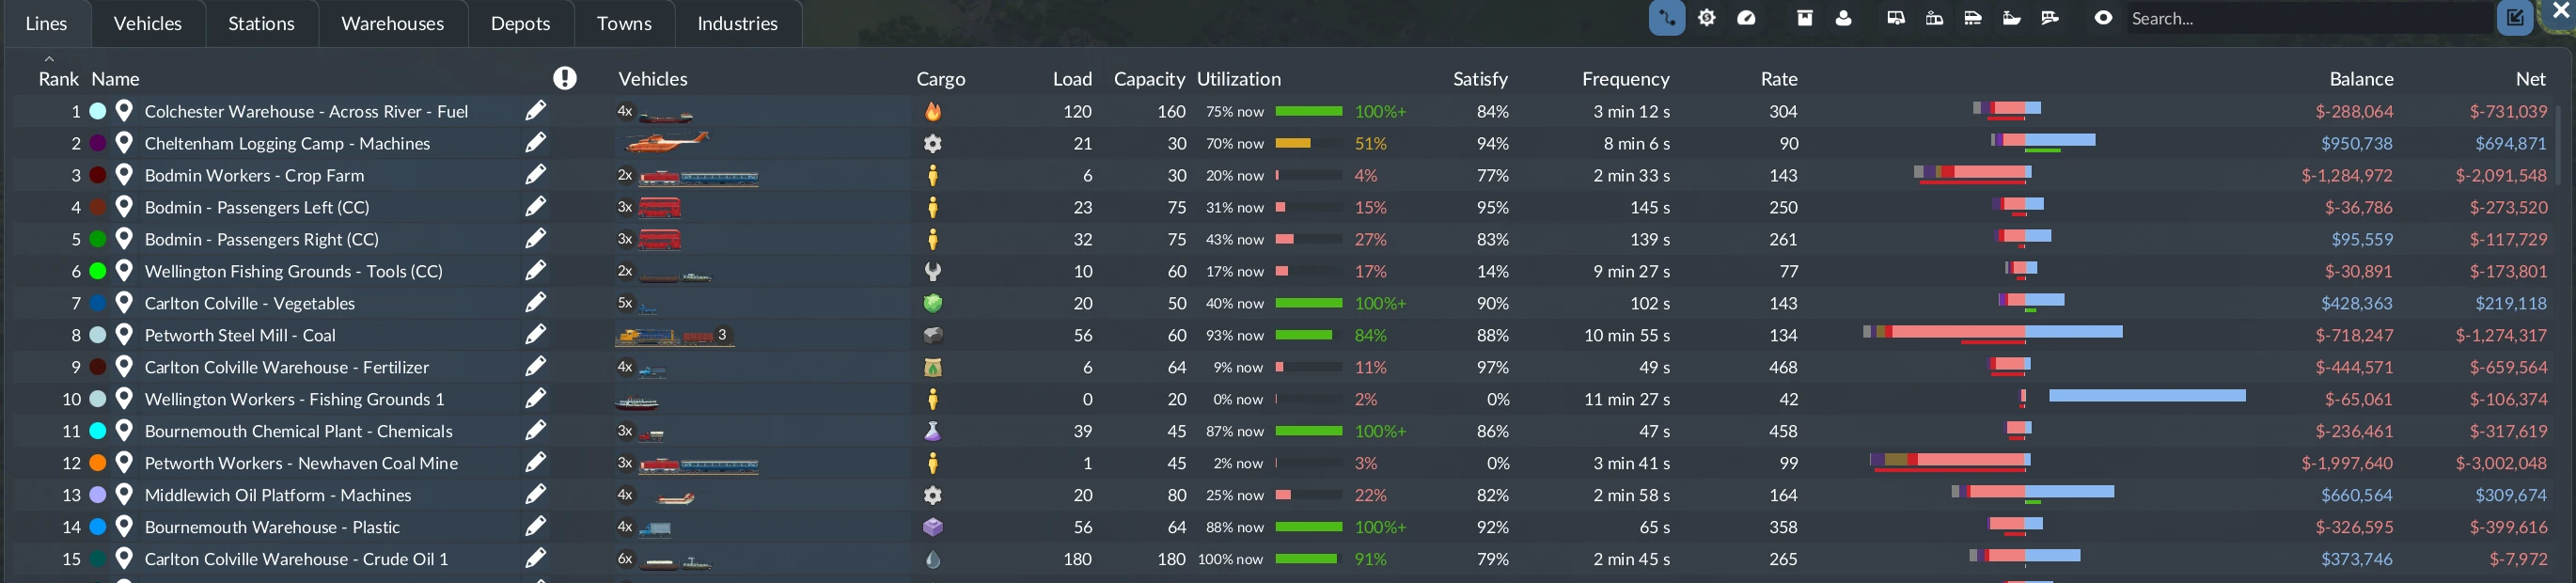 Lines Vehicles Stations Warehouses Depots Towns Industries Search...
Rank Name Vehicles Cargo Load Capacity Utilization Satisfy Frequency Rate Balance Net
1 Colchester Warehouse - Across River - Fuel 4x 120 160 75% now 100%+ 84% 3 min 12 s 304 $-288,064 $-731,039
2 Cheltenham Logging Camp - Machines 21 30 70% now 51% 94% 8 min 6 s 90 $950,738 $694,871
3 Bodmin Workers - Crop Farm 2x 6 30 20% now 4% 77% 2 min 33 s 143 $-1,284,972 $-2,091,548
4 Bodmin - Passengers Left (CC) 3x 23 75 31% now 15% 95% 145 s 250 $-36,786 $-273,520
5 Bodmin - Passengers Right (CC) 3x 32 75 43% now 27% 83% 139 s 261 $95,559 $-117,729
6 Wellington Fishing Grounds - Tools (CC) 2x 10 60 17% now 17% 14% 9 min 27 s 77 $-30,891 $-173,801
7 Carlton Colville - Vegetables 5x 20 50 40% now 100%+ 90% 102 s 143 $428,363 $219,118
8 Petworth Steel Mill - Coal 3 56 60 93% now 84% 88% 10 min 55 s 134 $-718,247 $-1,274,317
9 Carlton Colville Warehouse - Fertilizer 4x 6 64 9% now 11% 97% 49 s 468 $-444,571 $-659,564
10 Wellington Workers - Fishing Grounds 1 0 20 0% now 2% 0% 11 min 27 s 42 $-65,061 $-106,374
11 Bournemouth Chemical Plant - Chemicals 3x 39 45 87% now 100%+ 86% 47 s 458 $-236,461 $-317,619
12 Petworth Workers - Newhaven Coal Mine 3x 1 45 2% now 3% 0% 3 min 41 s 99 $-1,997,640 $-3,002,048
13 Middlewich Oil Platform - Machines 4x 20 80 25% now 22% 82% 2 min 58 s 164 $660,564 $309,674
14 Bournemouth Warehouse - Plastic 4x 56 64 88% now 100%+ 92% 65 s 358 $-326,595 $-399,616
15 Carlton Colville Warehouse - Crude Oil 1 6x 180 180 100% now 91% 79% 2 min 45 s 265 $373,746 $-7,972